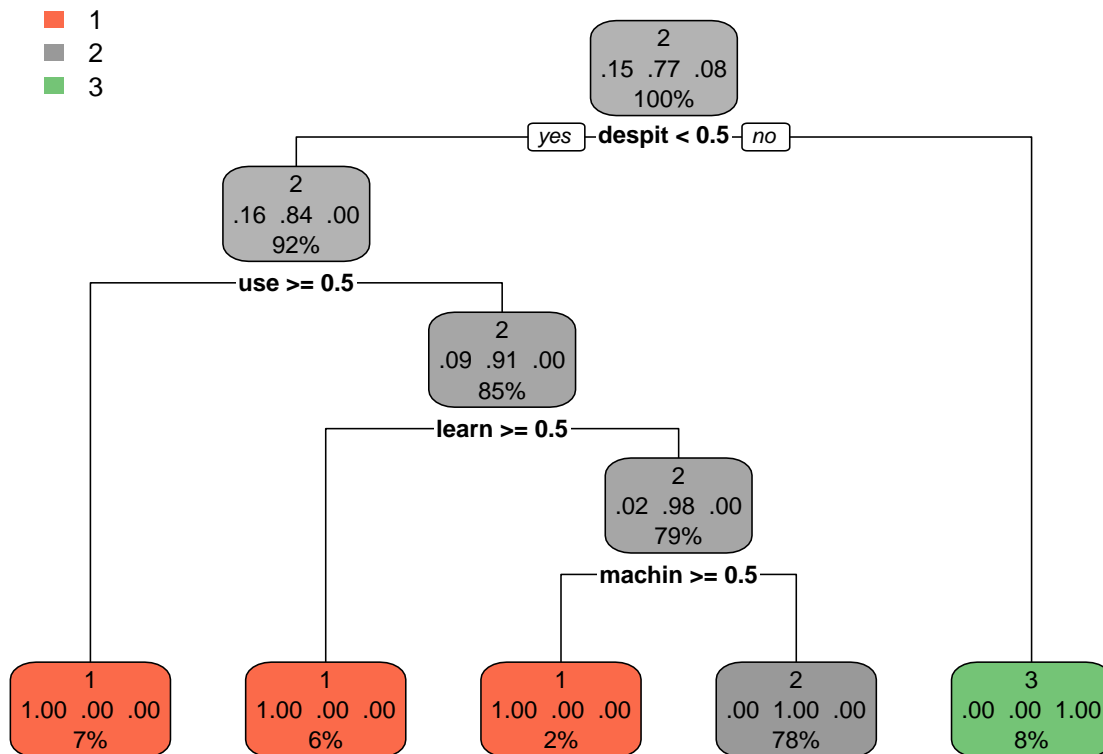 1
2
3
2
.15 .77 .08
100%
yes despit < 0.5 no
2
.16 .84 .00
92%
use >= 0.5
2
.09 .91 .00
85%
learn >= 0.5
2
.02 .98 .00
79%
machin >= 0.5
1
1.00 .00 .00
7%
1
1.00 .00 .00
6%
1
1.00 .00 .00
2%
2
.00 1.00 .00
78%
3
.00 .00 1.00
8%